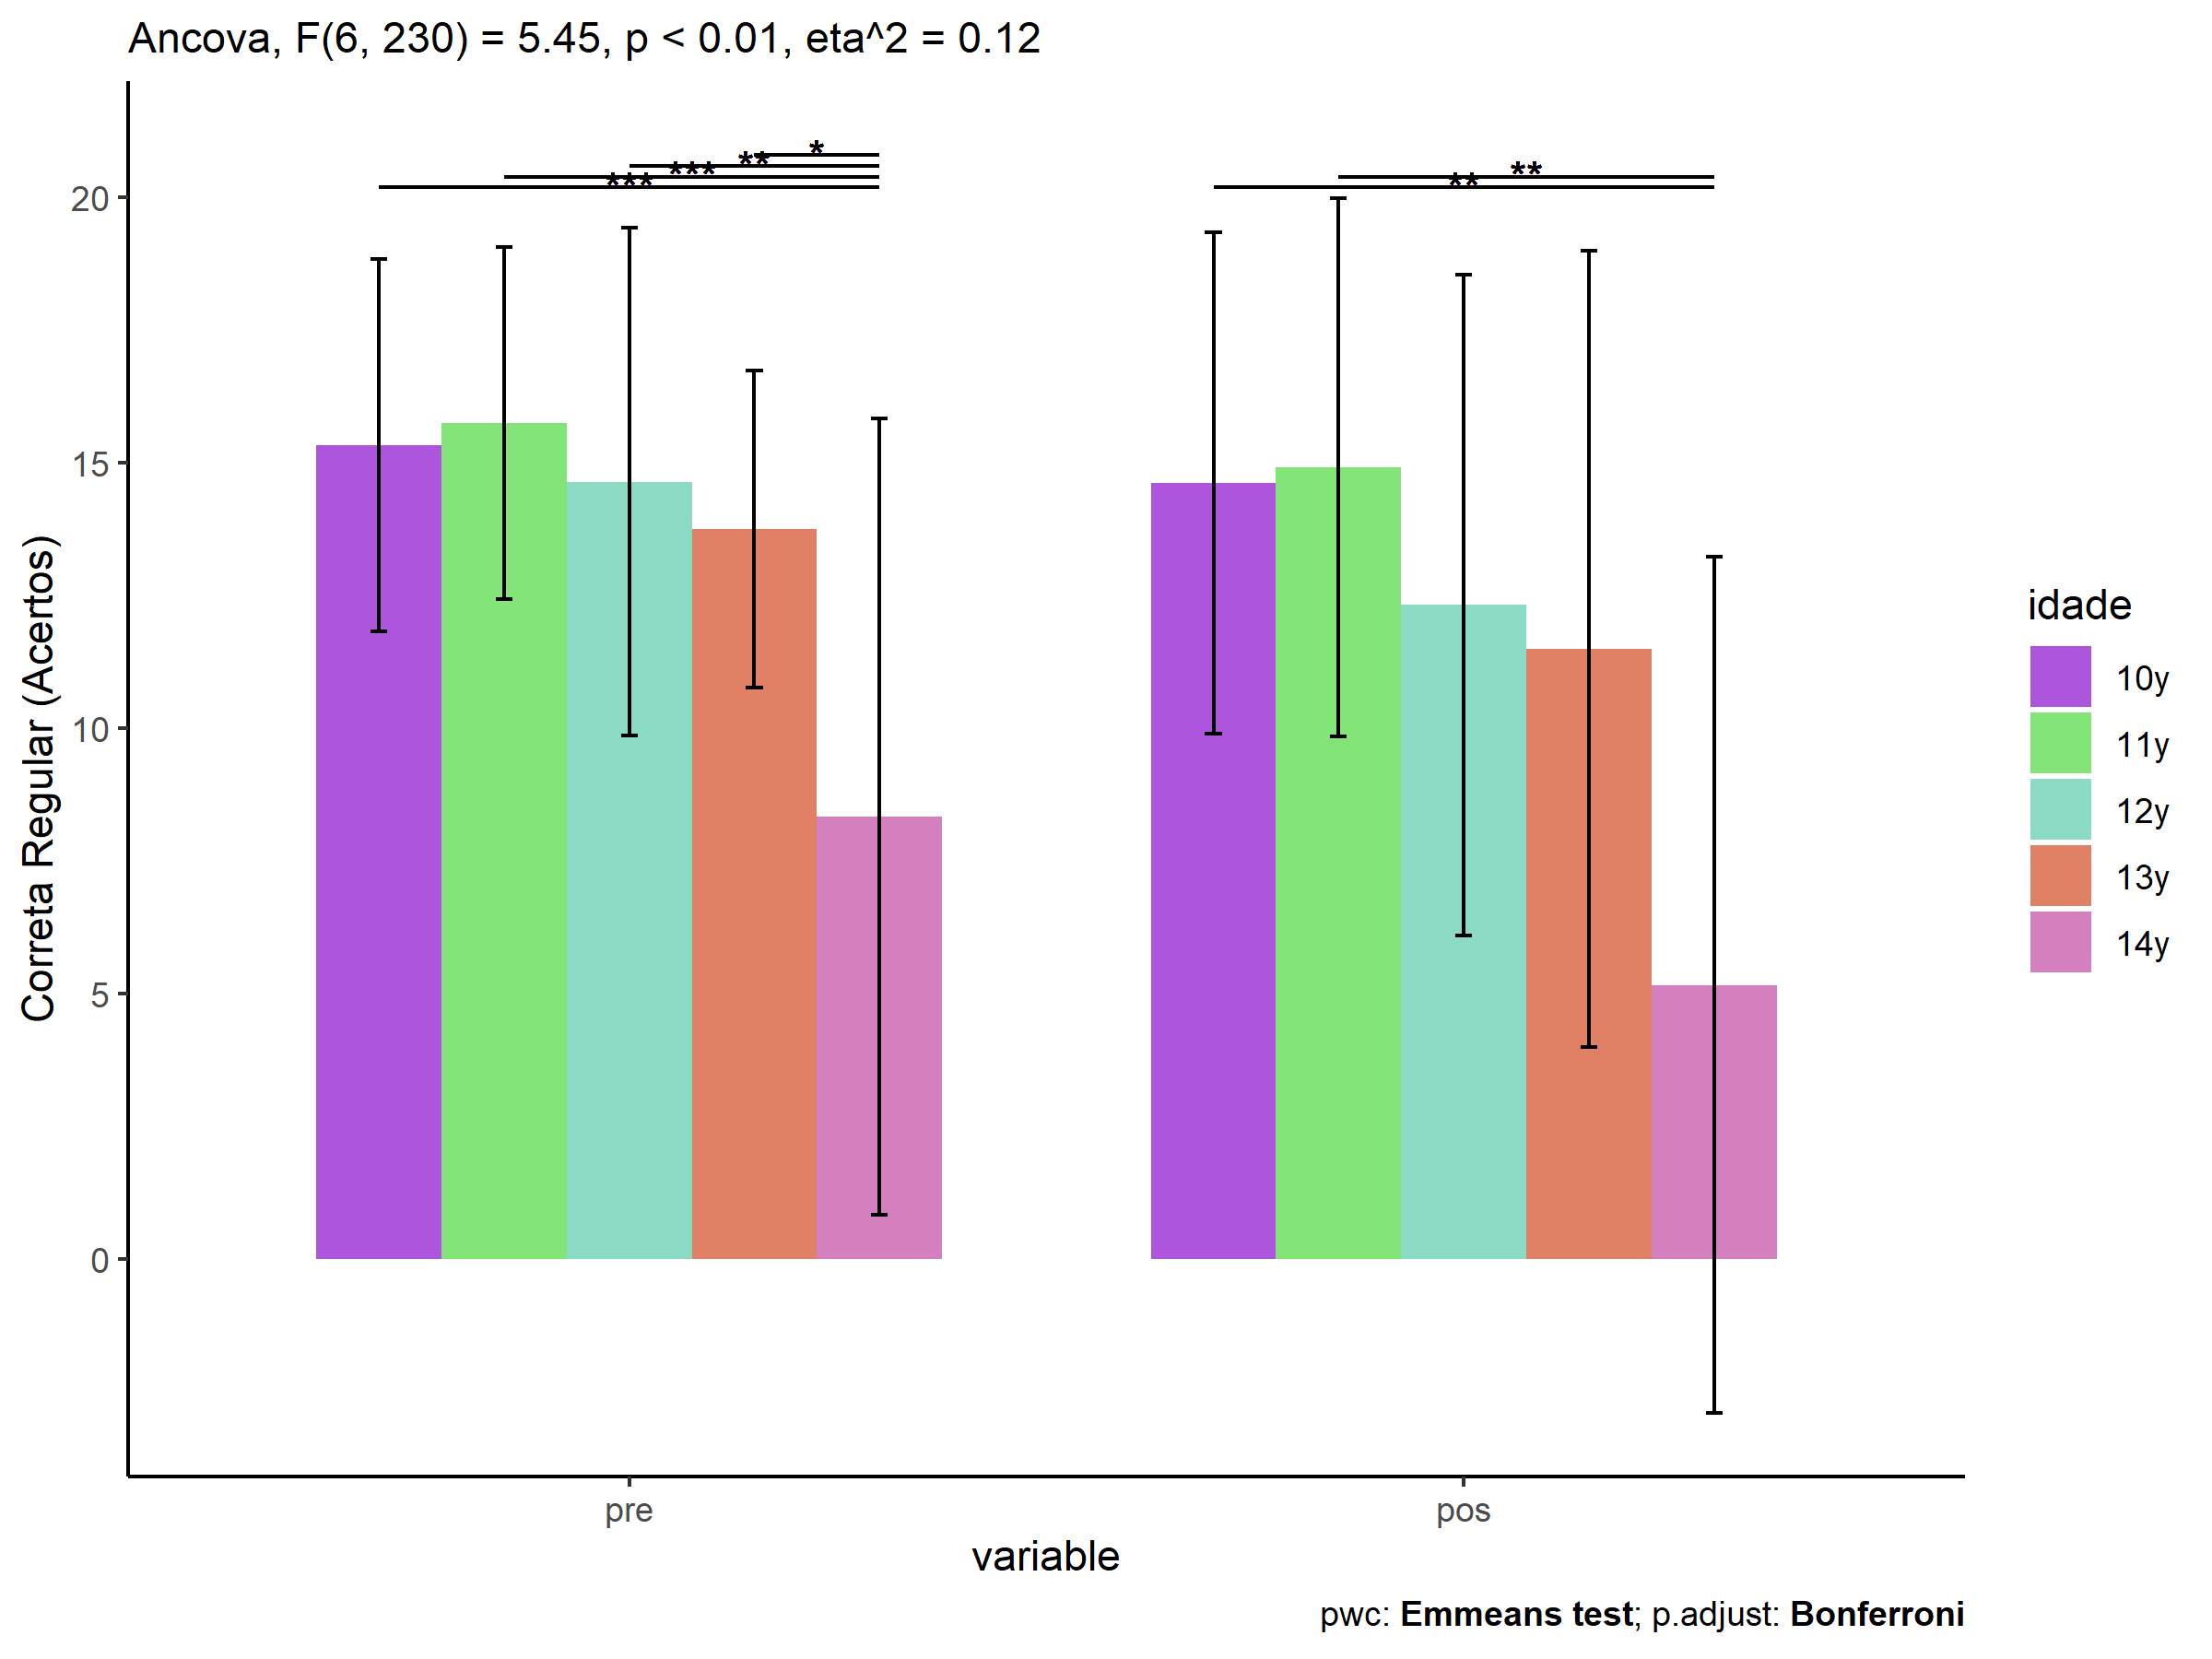 Ancova, F(6, 230) = 5.45, p < 0.01, eta^2 = 0.12
Correta Regular (Acertos)
20
15
10
5
0
*
**
***
***
**
**
pre
pos
variable
idade
10y
11y
12y
13y
14y
pwc: Emmeans test; p.adjust: Bonferroni